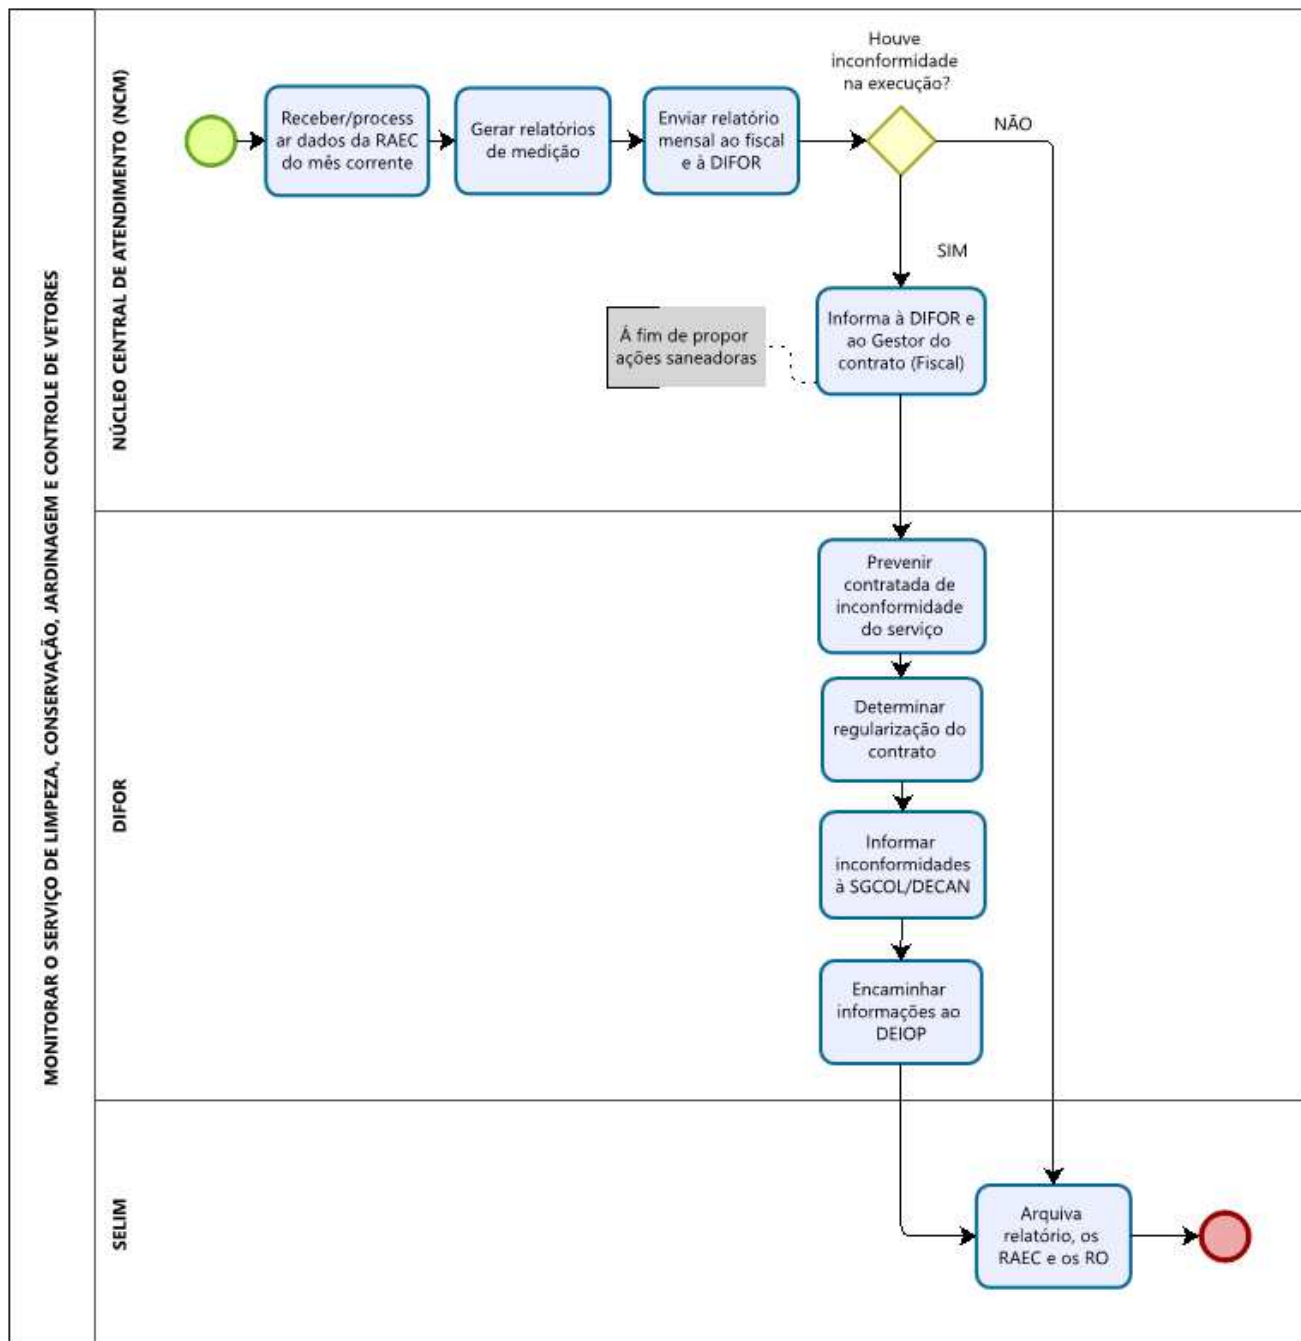 MONITORAR O SERVIÇO DE LIMPEZA, CONSERVAÇÃO, JARDINAGEM E CONTROLE DE VETORES
NÚCLEO CENTRAL DE ATENDIMENTO (NCM)
Receber/process
ar dados da RAEC
do mês corrente
Gerar relatórios
de medição
Enviar relatório
mensal ao fiscal
e à DIFOR
Houve
inconformidade
na execução?
NÃO
SIM
Á fim de propor
ações saneadoras
Informa à DIFOR e
ao Gestor do
contrato (Fiscal)
DIFOR
Prevenir
contratada de
inconformidade
do serviço
Determinar
regularização do
contrato
Informar
inconformidades
à SGCOL/DECAN
Encaminhar
informações ao
DEIOP
SELIM
Arquiva
relatório, os
RAEC e os RO